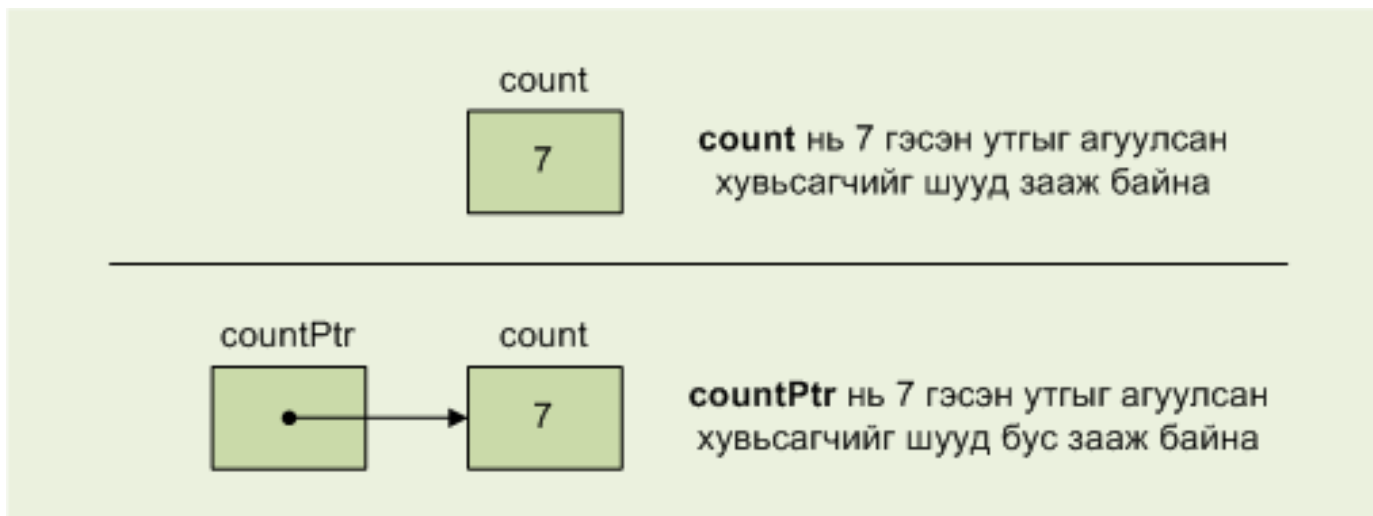 count
7
count нь 7 гэсэн утгыг агуулсан
хувьсагчийг шууд зааж байна
countPtr
count
7
countPtr нь 7 гэсэн утгыг агуулсан
хувьсагчийг шууд бус зааж байна